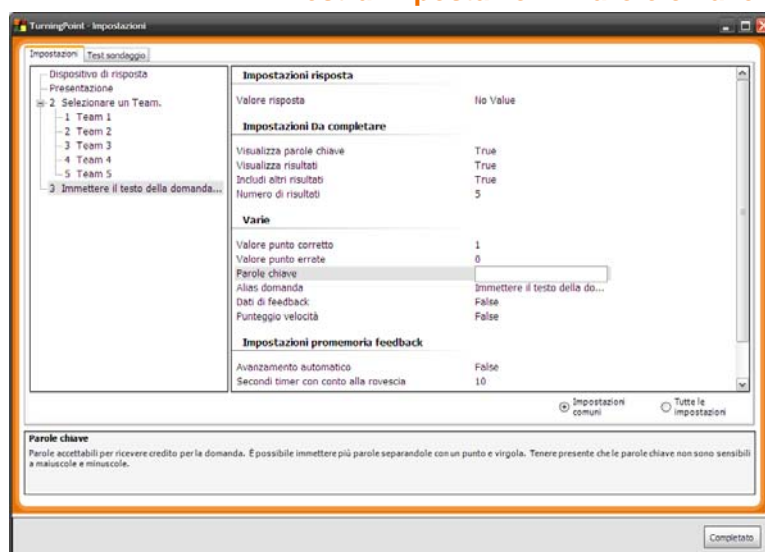 TurningPoint - Impostazioni
Impostazioni Test sondaggio
Dispositivo di risposta
Presentazione
2 Selezionare un Team.
1 Team 1
2 Team 2
3 Team 3
4 Team 4
5 Team 5
3 Immettere il testo della domanda...
Impostazioni risposta
Valore risposta No Value
Impostazioni Da completare
Visualizza parole chiave True
Visualizza risultati True
Includi altri risultati True
Numero di risultati 5
Varie
Valore punto corretto 1
Valore punto errate 0
Parole chiave
Alias domanda Immettere il testo della do...
Dati di feedback False
Punteggio velocità False
Impostazioni promemoria feedback
Avanzamento automatico False
Secondi timer con conto alla rovescia 10
Impostazioni comuni
Tutte le impostazioni
Parole chiave
Parole accettabili per ricevere credito per la domanda. È possibile immettere più parole separandole con un punto e virgola. Tenere presente che le parole chiave non sono sensibili
a maiuscole e minuscole.
Completato